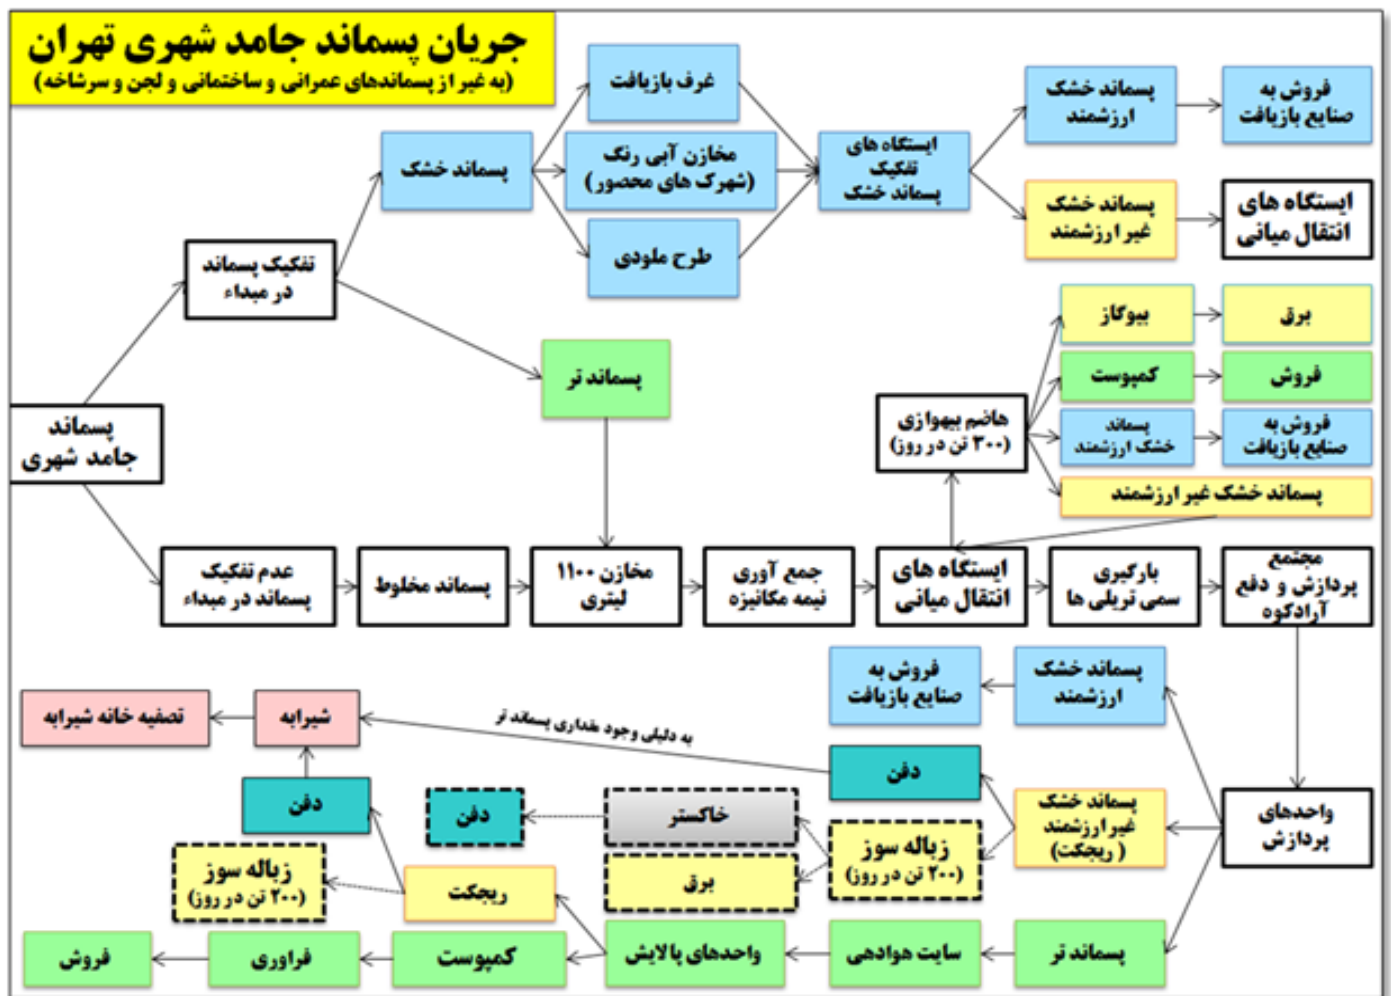 جریان پسماند جامد شهری تهران
(به غیر از پسماندهای عمرانی و ساختمانی و لجن و سرشاخه)
پسماند
جامد شهری
تفکیک پسماند
در مبداء
پسماند خشک
غرف بازیافت
مخازن آبی رنگ
(شهرک های محصور)
طرح ملودی
ایستگاه های
تفکیک
پسماند خشک
پسماند خشک
ارزشمند
فروش به
صنایع بازیافت
پسماند خشک
غیر ارزشمند
ایستگاه های
انتقال میانی
پسماند تر
هاضم بیهوازی
(۳۰۰ تن در روز)
بیوگاز
برق
کمپوست
فروش
پسماند
خشک ارزشمند
فروش به
صنایع بازیافت
پسماند خشک غیر ارزشمند
عدم تفکیک
پسماند در مبداء
پسماند مخلوط
مخازن ۱۱۰۰
لیتری
جمع آوری
نیمه مکانیزه
ایستگاه های
انتقال میانی
بارگیری
سمی تریلی ها
مجتمع
پردازش و دفع
آرادکوه
واحدهای
پردازش
پسماند خشک
ارزشمند
فروش به
صنایع بازیافت
پسماند خشک
غیر ارزشمند
(ریجکت)
دفن
به دلیلی وجود مقداری پسماند تر
شیرابه
تصفیه خانه شیرابه
زباله سوز
(۲۰۰ تن در روز)
خاکستر
دفن
برق
پسماند تر
سایت هوادهی
واحدهای پالایش
ریجکت
دفن
زباله سوز
(۲۰۰ تن در روز)
کمپوست
فراوری
فروش